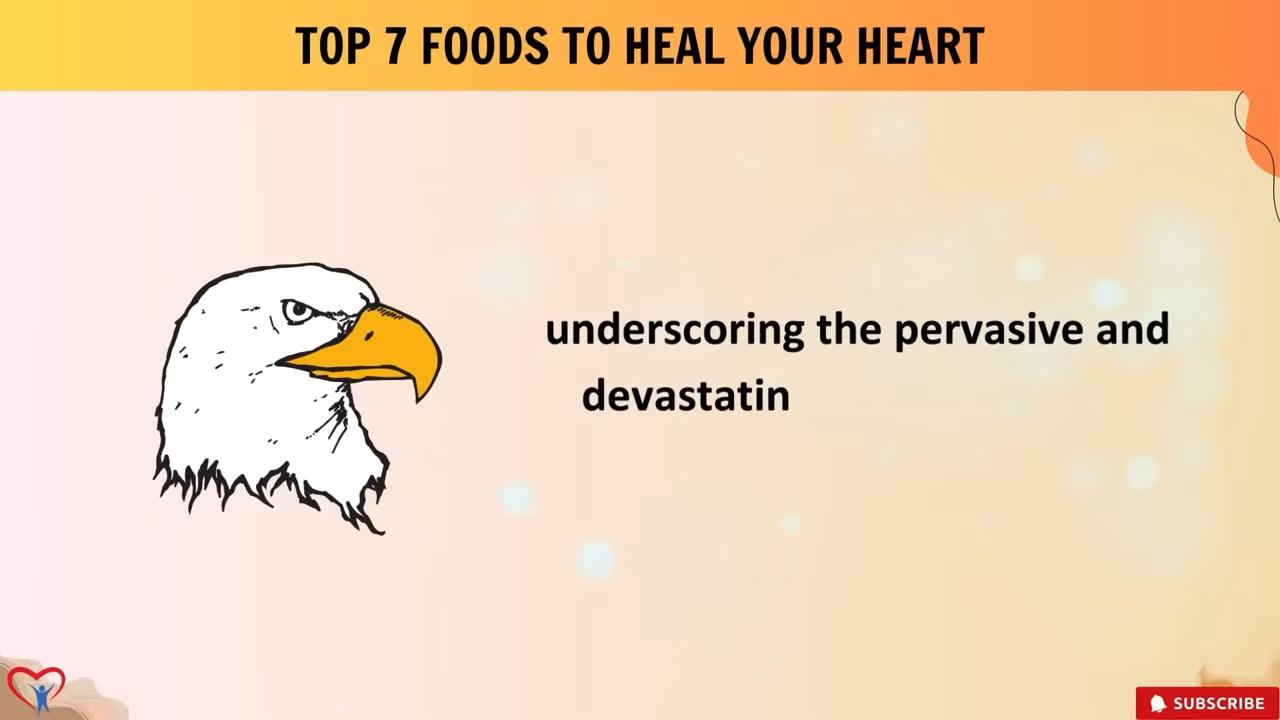 TOP 7 FOODS TO HEAL YOUR HEART
underscoring the pervasive and
devastatin
SUBSCRIBE